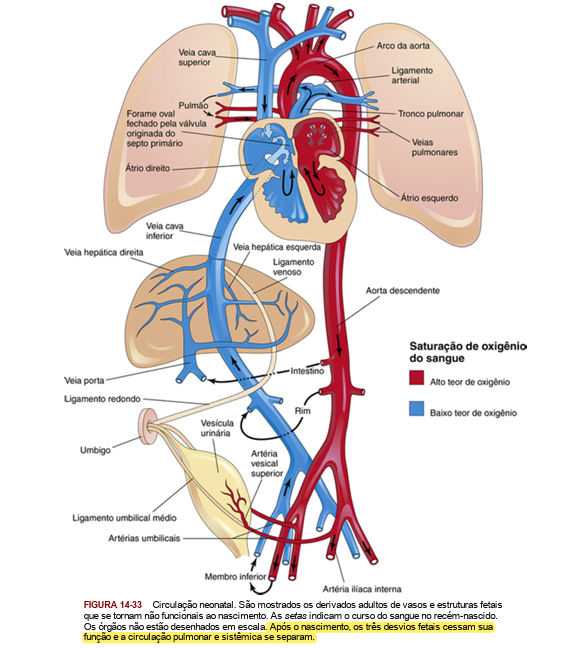 Arco da aorta
Veia cava
superior
Ligamento
arterial
Pulmão
Forame oval
fechado pela válvula
originada do
septo primário
Tronco pulmonar
Veias
pulmonares
Átrio direito
Átrio esquerdo
Veia cava
inferior
Veia hepática direita
Veia hepática esquerda
Ligamento
venoso
Aorta descendente
Saturação de oxigênio
do sangue
Alto teor de oxigênio
Baixo teor de oxigênio
Intestino
Veia porta
Ligamento redondo
Rim
Vesícula
urinária
Umbigo
Artéria
vesical
superior
Ligamento umbilical médio
Artérias umbilicais
Membro inferior
Artéria ilíaca interna
FIGURA 14-33 Circulação neonatal. São mostrados os derivados adultos de vasos e estruturas fetais
que se tornam não funcionais ao nascimento. As setas indicam o curso do sangue no recém-nascido.
Os órgãos não estão desenhados em escala. Após o nascimento, os três desvios fetais cessam sua
função e a circulação pulmonar e sistêmica se separam.